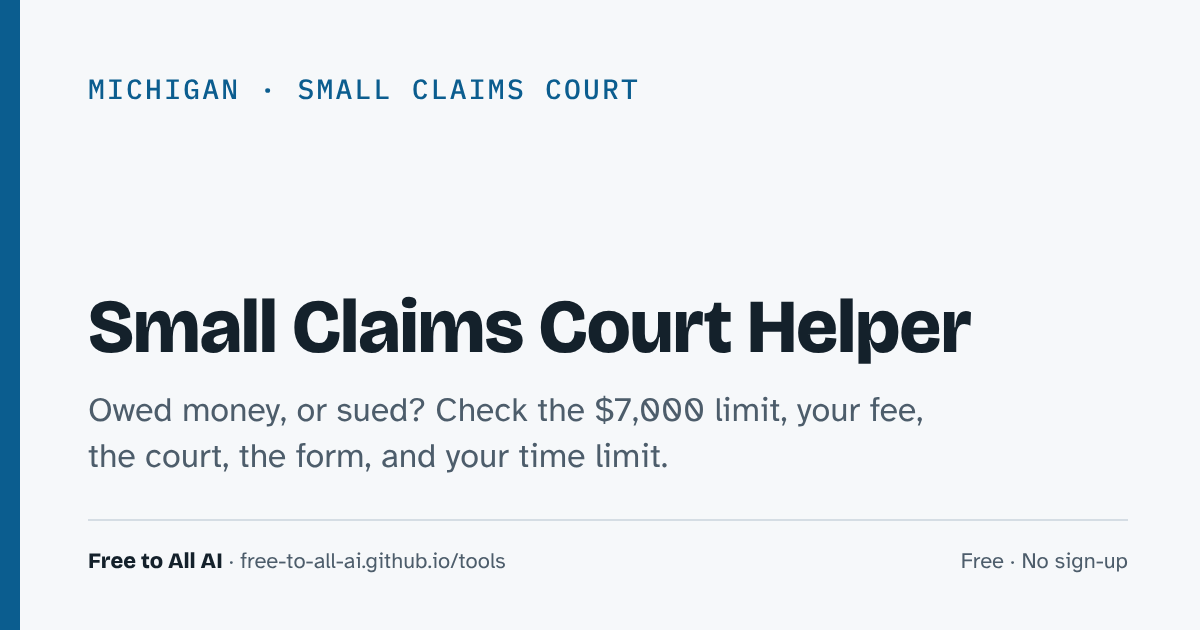 MICHIGAN · SMALL CLAIMS COURT
Small Claims Court Helper
Owed money, or sued? Check the $7,000 limit, your fee,
the court, the form, and your time limit.
Free to All AI · free-to-all-ai.github.io/tools
Free · No sign-up